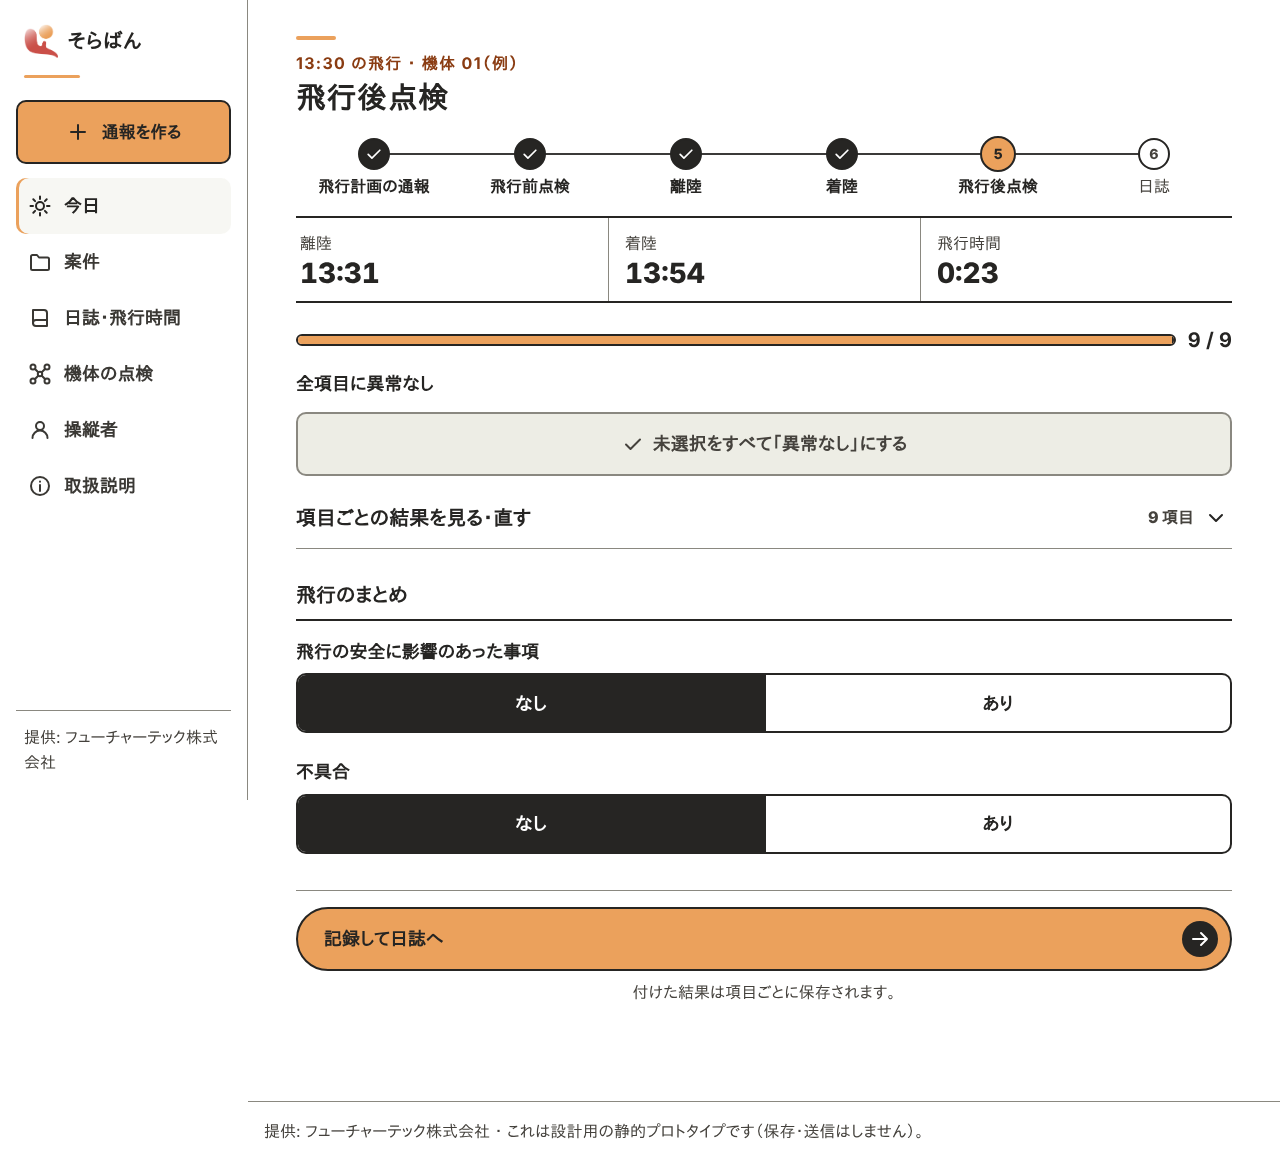 そらばん
通報を作る
今日
案件
日誌・飛行時間
機体の点検
操縦者
取扱説明
提供: フューチャーテック株式
会社
13:30 の飛行 · 機体 01（例）
飛行後点検
5
6
飛行計画の通報
飛行前点検
離陸
着陸
飛行後点検
日誌
離陸
13:31
着陸
13:54
飛行時間
0:23
9 / 9
全項目に異常なし
未選択をすべて「異常なし」にする
項目ごとの結果を見る・直す
9 項目
飛行のまとめ
飛行の安全に影響のあった事項
なし
あり
不具合
なし
あり
記録して日誌へ
付けた結果は項目ごとに保存されます。
提供: フューチャーテック株式会社 · これは設計用の静的プロトタイプです（保存・送信はしません）。